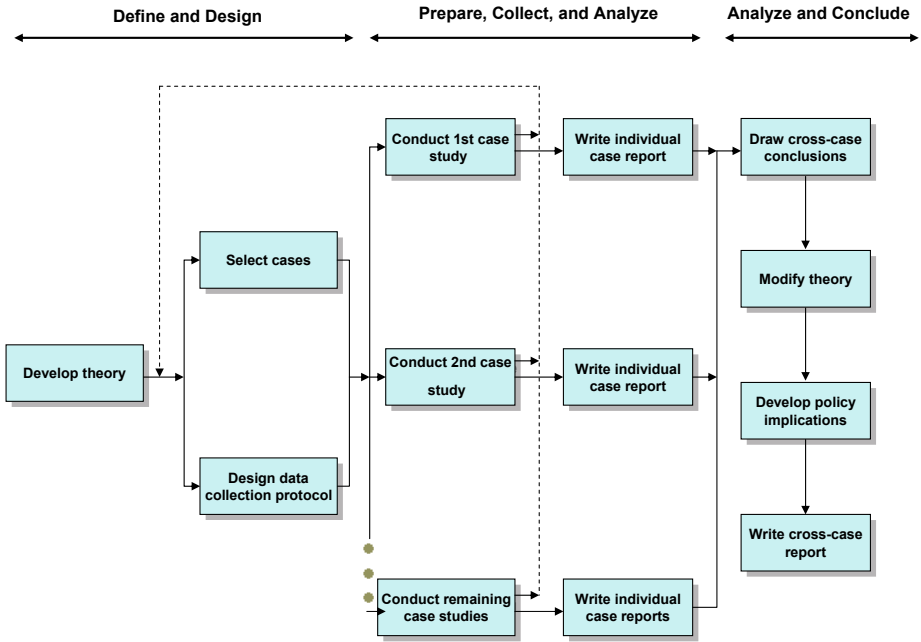 Define and Design
Prepare, Collect, and Analyze
Analyze and Conclude
Develop theory
Select cases
Design data
collection protocol
Conduct 1st case
study
Write individual
case report
Conduct 2nd case
study
Write individual
case report
Conduct remaining
case studies
Write individual
case reports
Draw cross-case
conclusions
Modify theory
Develop policy
implications
Write cross-case
report